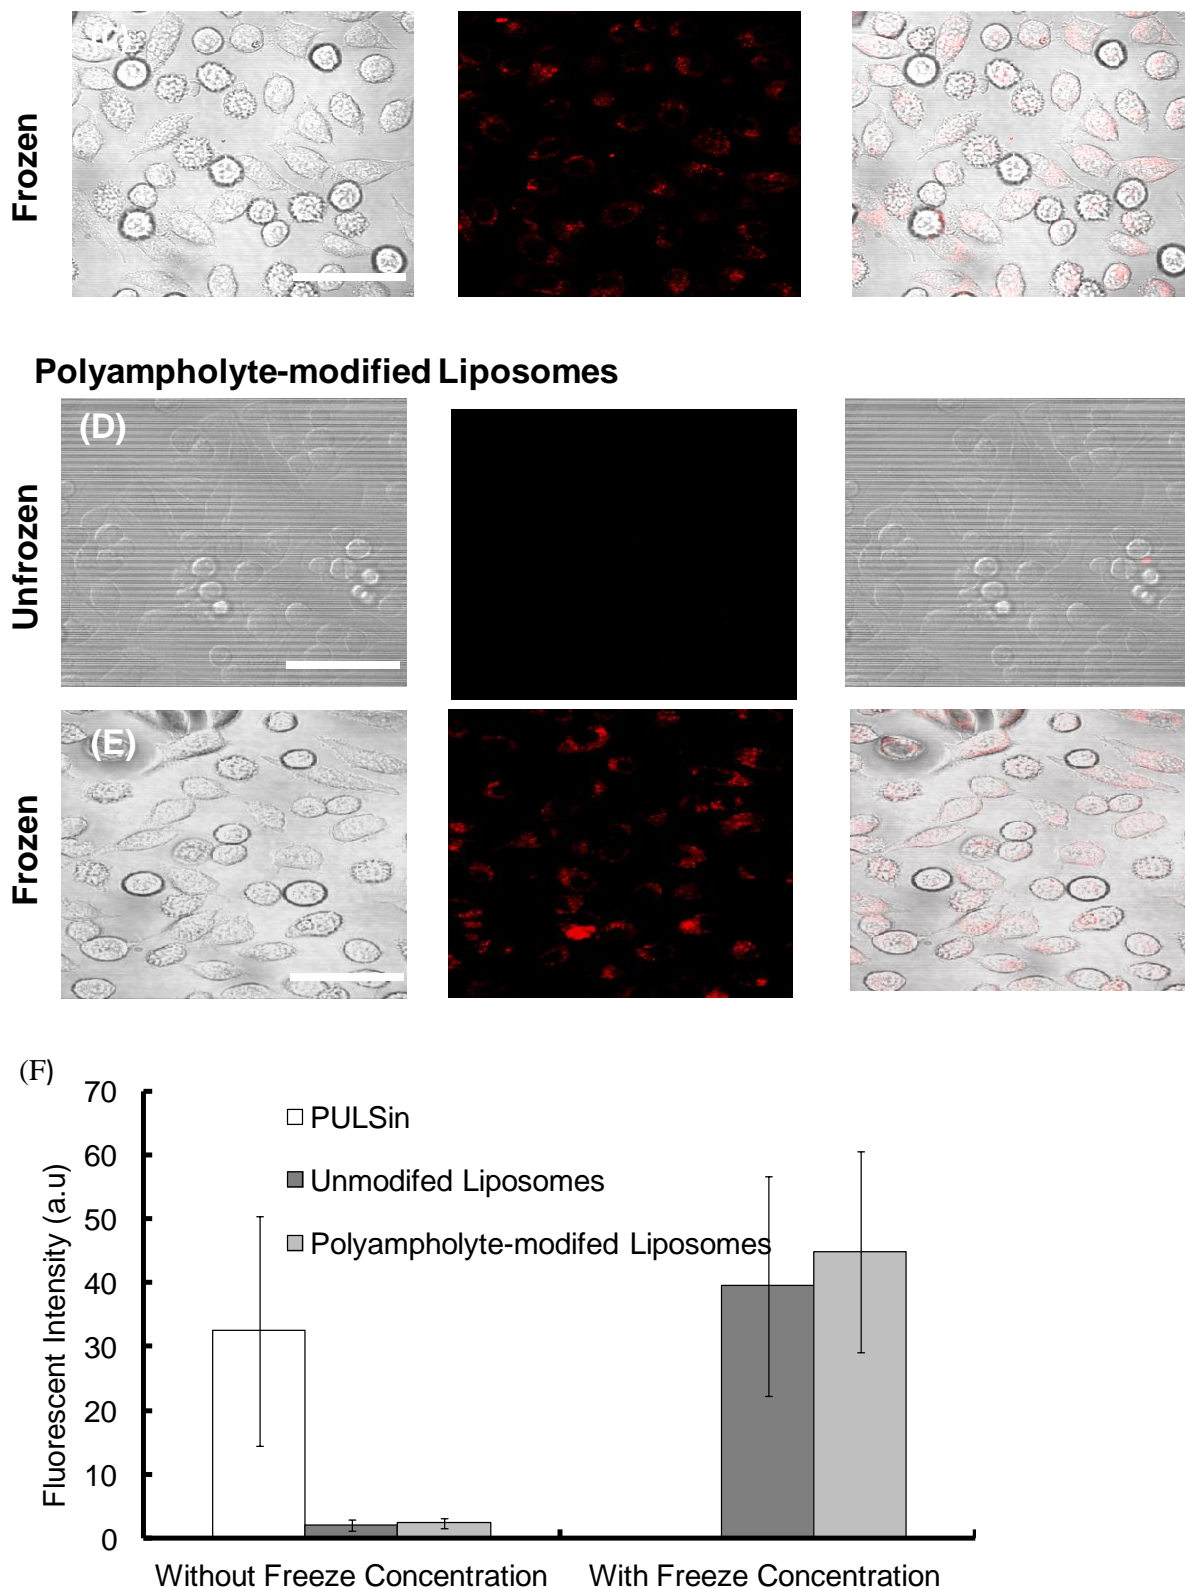 Frozen
Polyampholyte-modified Liposomes
(D)
Unfrozen
(E)
Frozen
(F)
70
60
50
40
30
20
10
0
Fluorescent Intensity (a.u)
PULSin
Unmodifed Liposomes
Polyampholyte-modifed Liposomes
Without Freeze Concentration
With Freeze Concentration